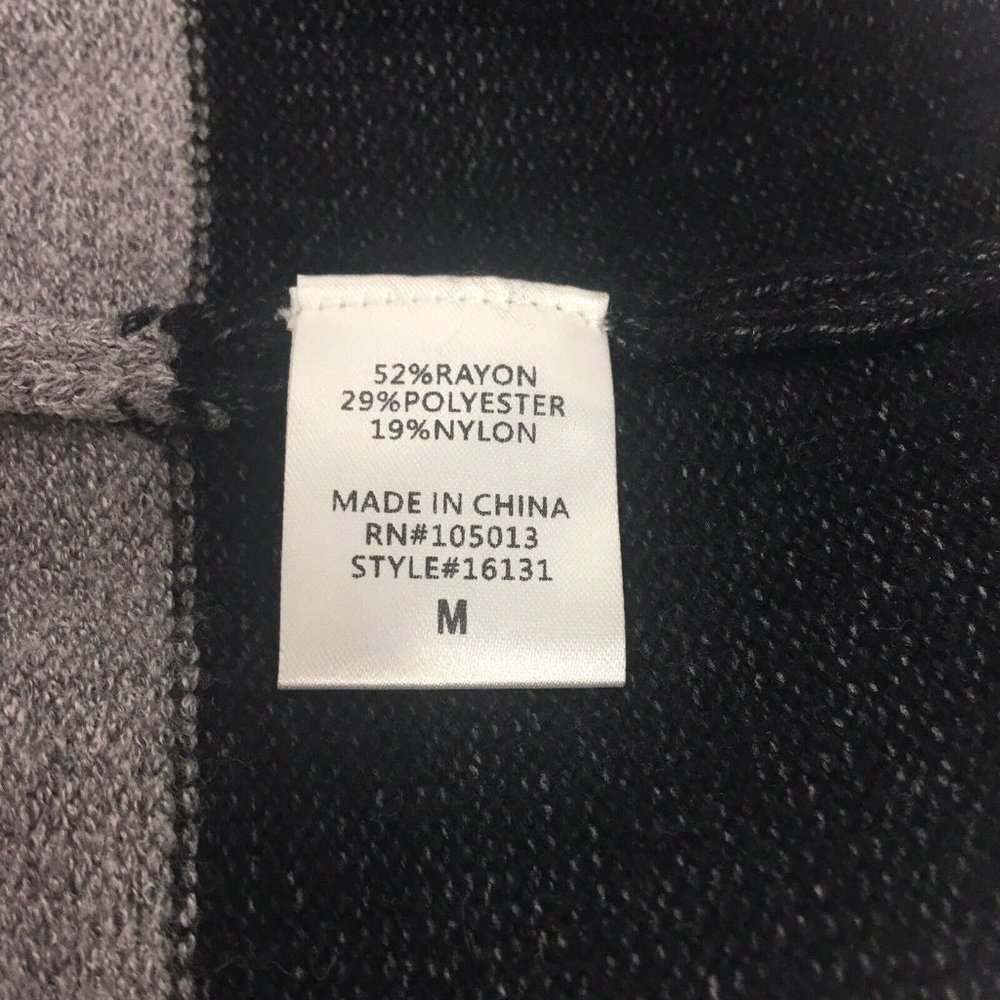 52%RAYON
29%POLYESTER
19%NYLON
MADE IN CHINA
RN#105013
STYLE#16131
M